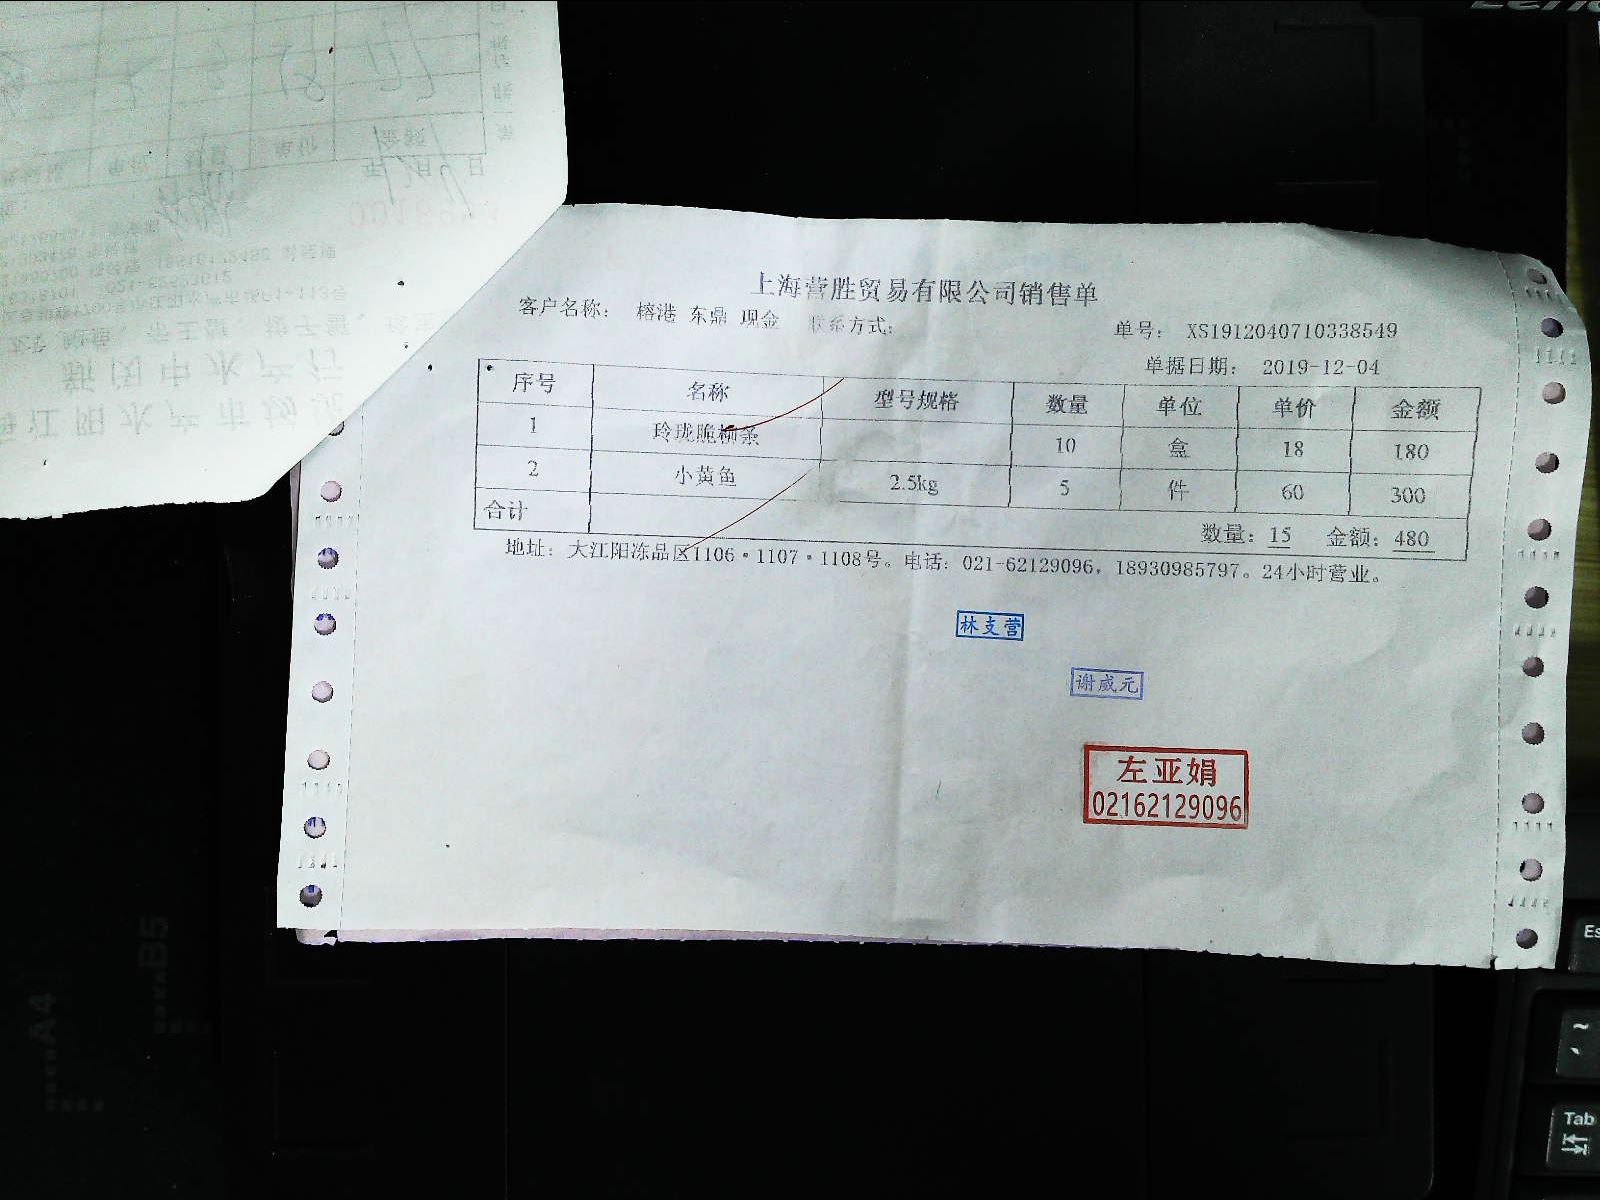 上海营胜贸易有限公司销售单
客户名称： 榕港 东鼎 现金 联系方式： 单号： XS1912040710338549
单据日期： 2019-12-04
序号 名称 型号规格 数量 单位 单价 金额
1 玲珑脆柳条 10 盒 18 180
2 小黄鱼 2.5kg 5 件 60 300
合计 数量：15 金额：480
地址：大江阳冻品区1106·1107·1108号。电话：021-62129096，18930985797。24小时营业。
林支营
谢威元
左亚娟
02162129096
A4
B5
Es
Tab